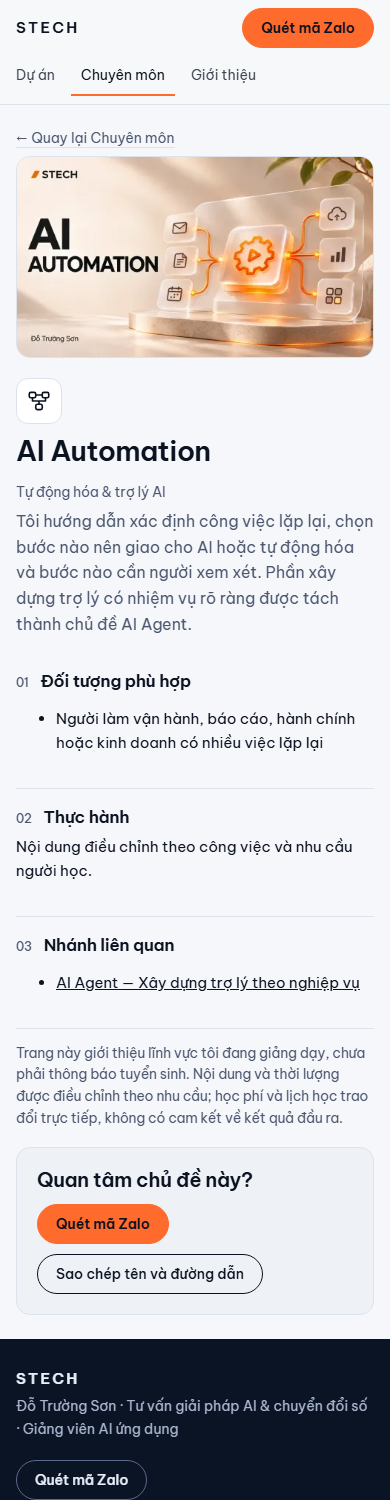 STECH
Quét mã Zalo
Dự án
Chuyên môn
Giới thiệu
← Quay lại Chuyên môn
STECH
AI
AUTOMATION
Đỗ Trường Sơn
AI Automation
Tự động hóa & trợ lý AI
Tôi hướng dẫn xác định công việc lặp lại, chọn
bước nào nên giao cho AI hoặc tự động hóa
và bước nào cần người xem xét. Phần xây
dựng trợ lý có nhiệm vụ rõ ràng được tách
thành chủ đề AI Agent.
01 Đối tượng phù hợp
• Người làm vận hành, báo cáo, hành chính
hoặc kinh doanh có nhiều việc lặp lại
02 Thực hành
Nội dung điều chỉnh theo công việc và nhu cầu
người học.
03 Nhánh liên quan
• AI Agent — Xây dựng trợ lý theo nghiệp vụ
Trang này giới thiệu lĩnh vực tôi đang giảng dạy, chưa
phải thông báo tuyển sinh. Nội dung và thời lượng
được điều chỉnh theo nhu cầu; học phí và lịch học trao
đổi trực tiếp, không có cam kết về kết quả đầu ra.
Quan tâm chủ đề này?
Quét mã Zalo
Sao chép tên và đường dẫn
STECH
Đỗ Trường Sơn · Tư vấn giải pháp AI & chuyển đổi số
· Giảng viên AI ứng dụng
Quét mã Zalo